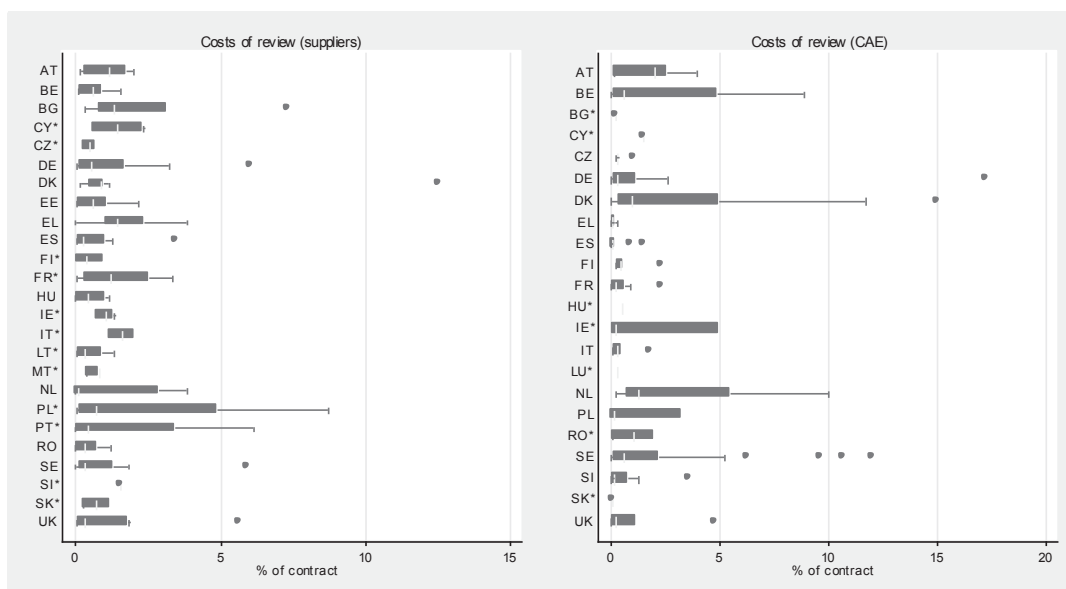 Costs of review (suppliers)
AT
BE
BG
CY*
CZ*
DE
DK
EE
EL
ES
FI*
FR*
HU
IE*
IT*
LT*
MT*
NL
PL*
PT*
RO
SE
SI*
SK*
UK
0 5 10 15
% of contract
Costs of review (CAE)
AT
BE
BG*
CY*
CZ
DE
DK
EL
ES
FI
FR
HU*
IE*
IT
LU*
NL
PL
RO*
SE
SI
SK*
UK
0 5 10 15 20
% of contract